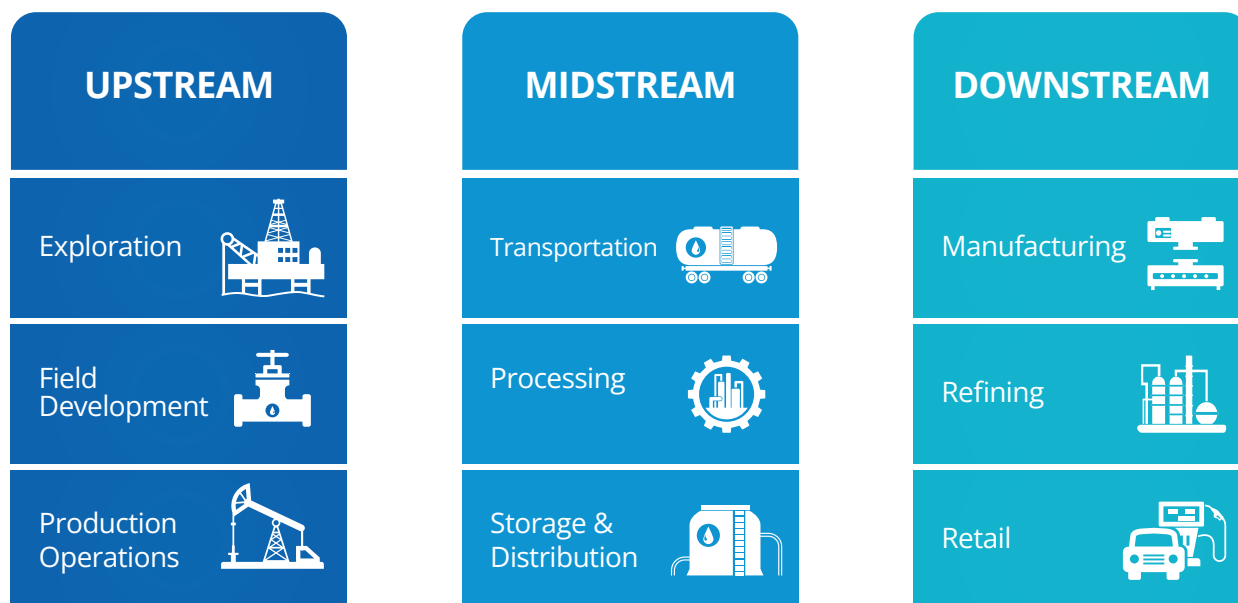 UPSTREAM
Exploration
Field
Development
Production
Operations
MIDSTREAM
Transportation
Processing
Storage &
Distribution
DOWNSTREAM
Manufacturing
Refining
Retail